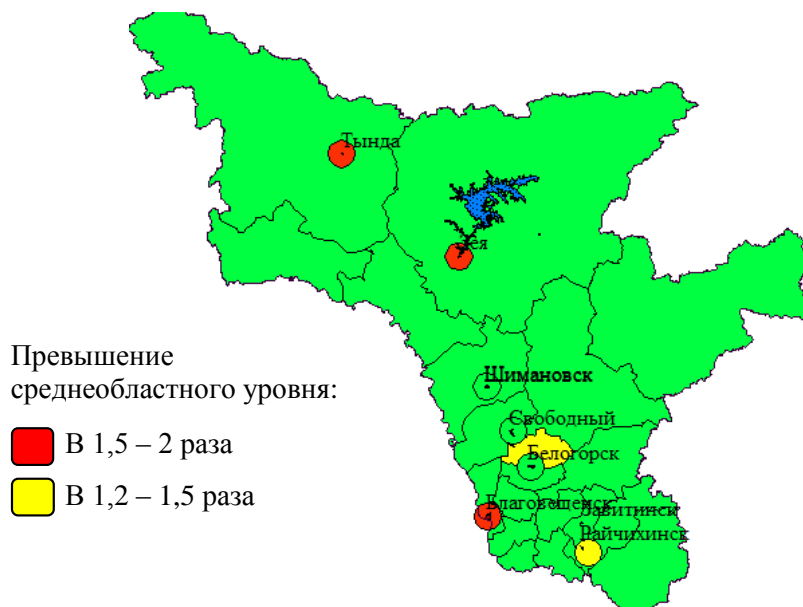 Тында
Зея
Превышение
среднеобластного уровня:
Шимановск
Свободный
В 1,5 – 2 раза
Белогорск
В 1,2 – 1,5 раза
Благовещенск
Завитинск
Райчихинск